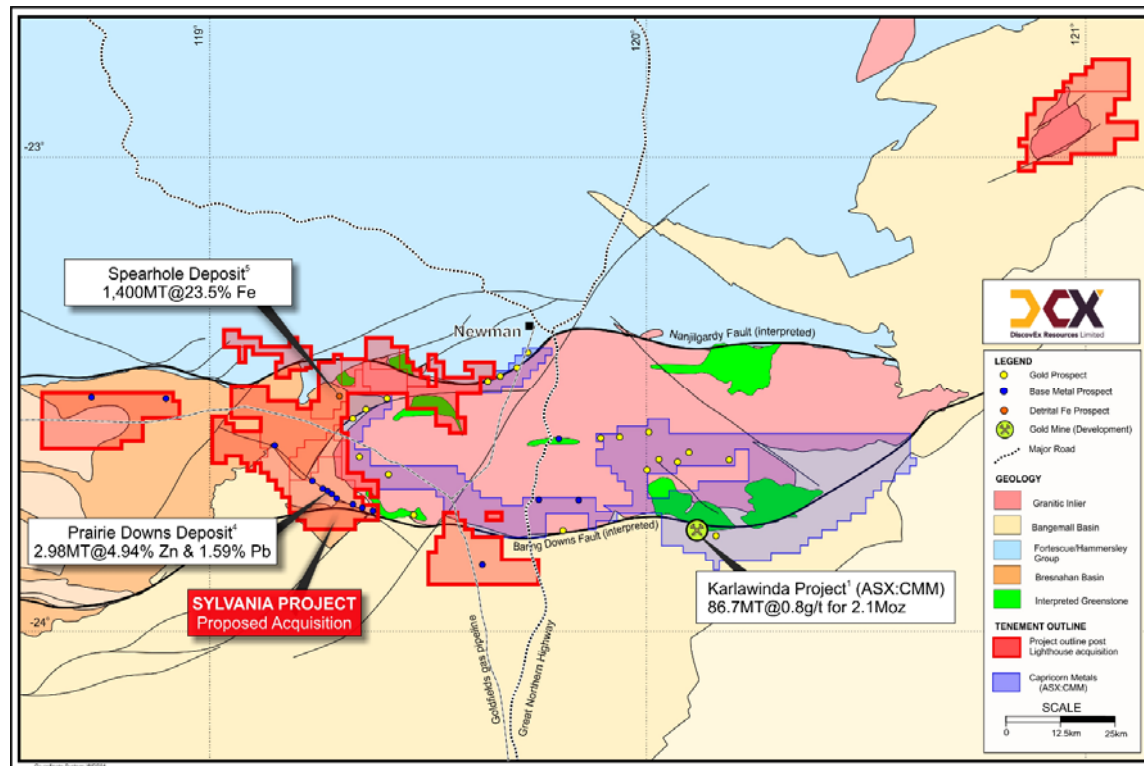 119°
120°
121°
-23°
Spearhole Deposit5
1,400MT@23.5% Fe
Newman
Nanjilgardy Fault (interpreted)
DCX
DiscovEx Resources Limited
LEGEND
Gold Prospect
Base Metal Prospect
Detrital Fe Prospect
Gold Mine (Development)
Major Road
GEOLOGY
Granitic Inlier
Bangemall Basin
Fortescue/Hammersley
Group
Bresnahan Basin
Interpreted Greenstone
TENEMENT OUTLINE
Project outline post
Lighthouse acquisition
Capricorn Metals
(ASX:CMM)
SCALE
0 12.5km 25km
Prairie Downs Deposit4
2.98MT@4.94% Zn & 1.59% Pb
Baring Downs Fault (interpreted)
SYLVANIA PROJECT
Proposed Acquisition
Karlawinda Project1 (ASX:CMM)
86.7MT@0.8g/t for 2.1Moz
-24°
Goldfields gas pipeline
Great Northern Highway